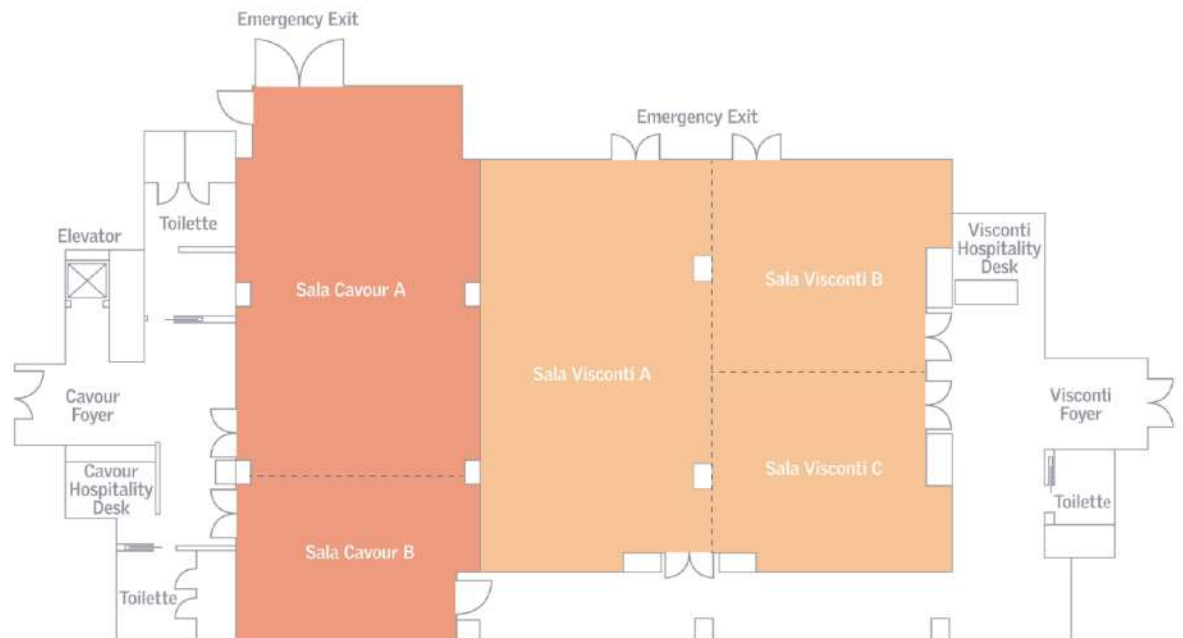 Emergency Exit
Emergency Exit
Toilette
Elevator
Visconti
Hospitality
Desk
Sala Cavour A
Sala Visconti B
Sala Visconti A
Cavour
Foyer
Visconti
Foyer
Cavour
Hospitality
Desk
Sala Visconti C
Toilette
Sala Cavour B
Toilette